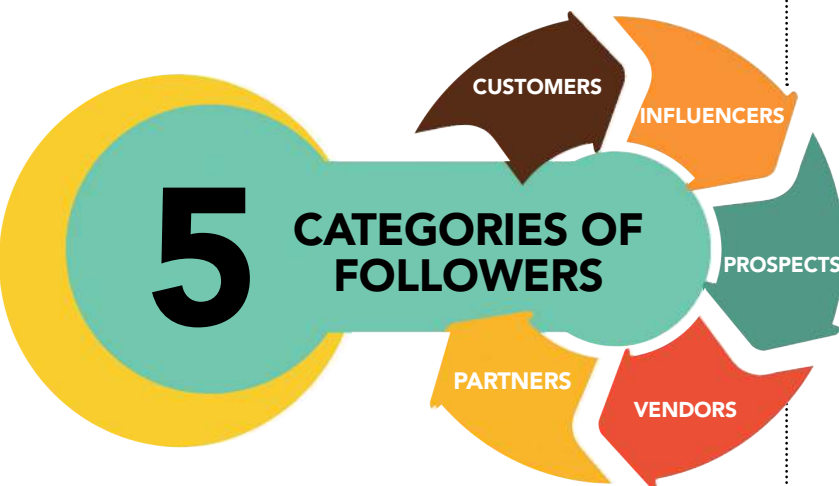 5
CATEGORIES OF
FOLLOWERS
CUSTOMERS
INFLUENCERS
PROSPECTS
VENDORS
PARTNERS